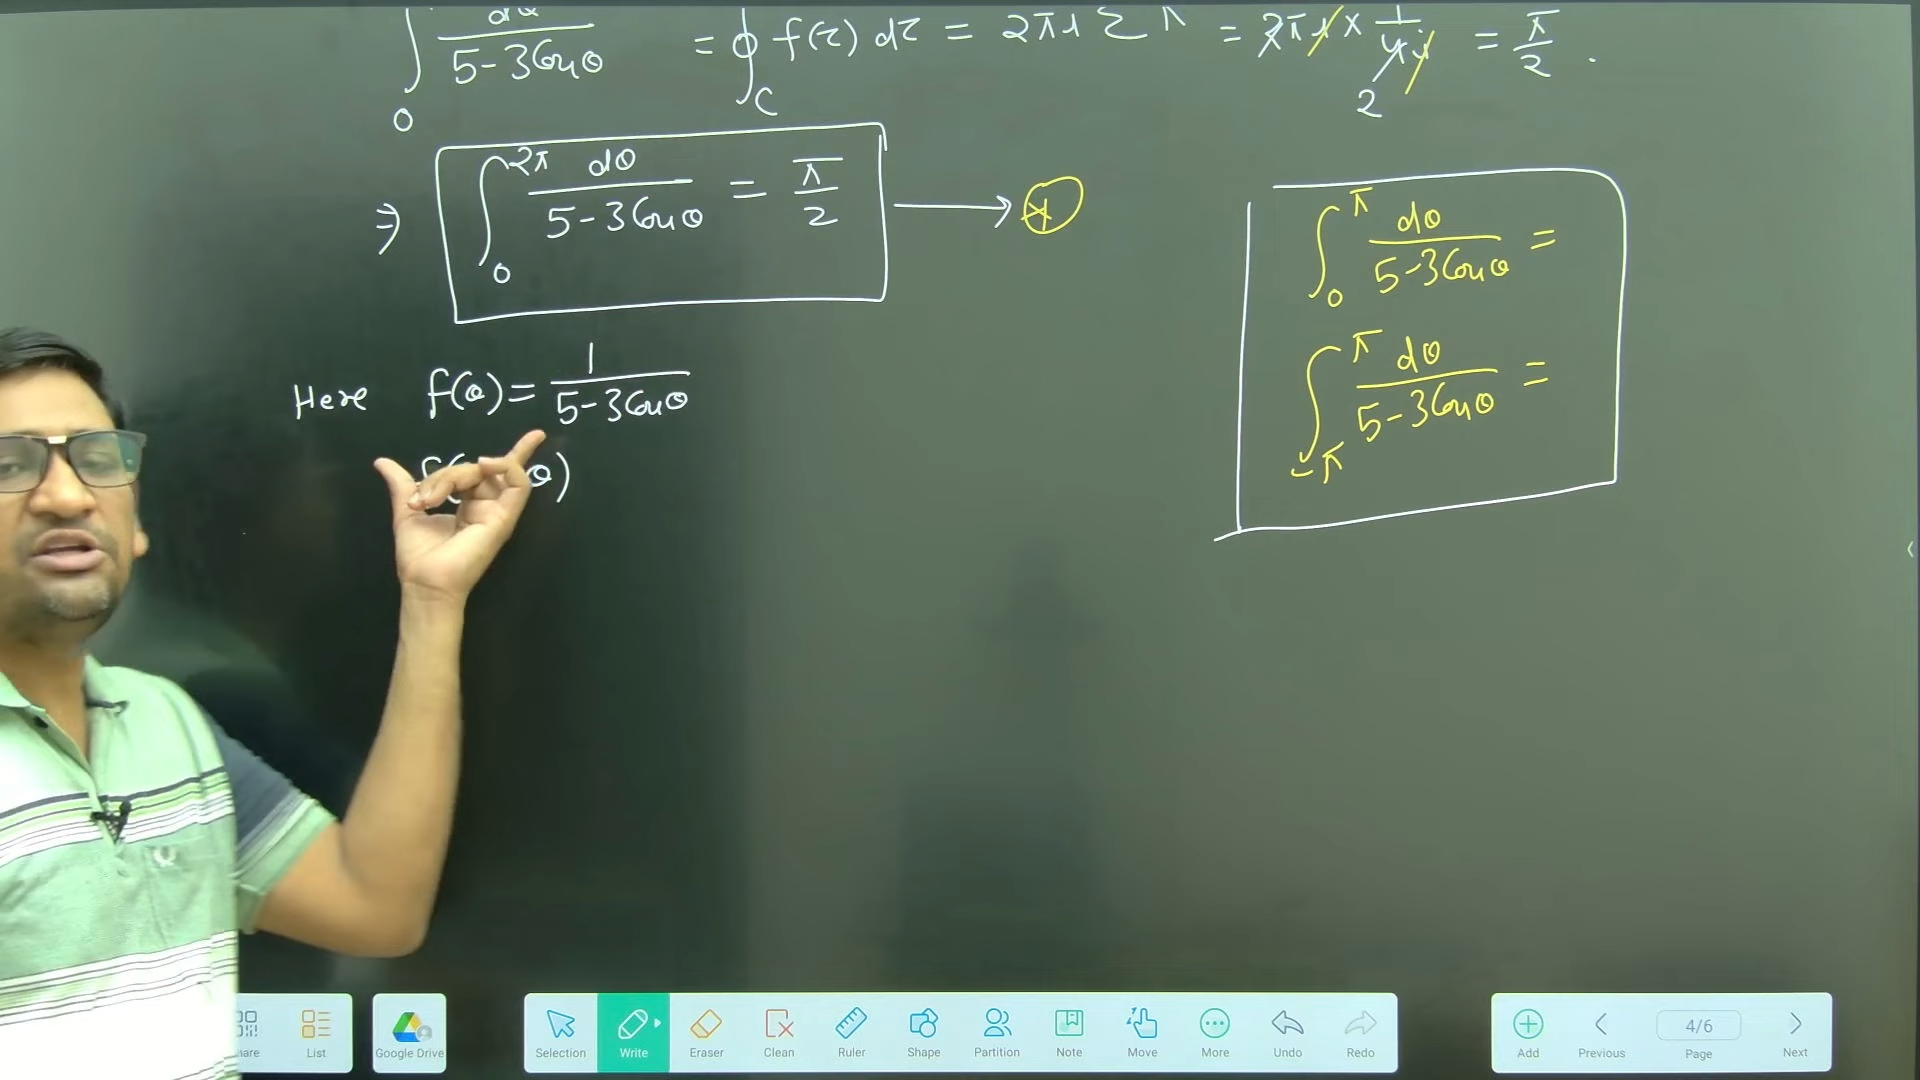 ∫₀ dθ/(5-3Cosθ) = ∮_C f(z) dz = 2πi Σ R = 2πi × 1/4i = π/2 .
2
⇒ ∫₀^2π dθ/(5-3Cosθ) = π/2 → *
∫₀^π dθ/(5-3Cosθ) =
∫_-π^π dθ/(5-3Cosθ) =
Here f(θ) = 1/(5-3Cosθ)
f( θ)
List
Google Drive
Selection
Write
Eraser
Clean
Ruler
Shape
Partition
Note
Move
More
Undo
Redo
Add
Previous
4/6
Page
Next